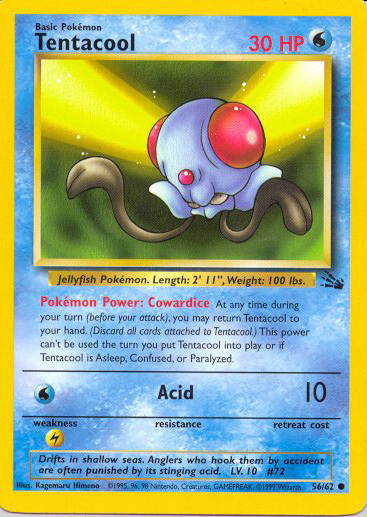 Basic Pokémon
Tentacool
30 HP
Jellyfish Pokémon. Length: 2' 11", Weight: 100 lbs.
Pokémon Power: Cowardice At any time during
your turn (before your attack), you may return Tentacool to
your hand. (Discard all cards attached to Tentacool.) This power
can't be used the turn you put Tentacool into play or if
Tentacool is Asleep, Confused, or Paralyzed.
Acid 10
weakness resistance retreat cost
Drifts in shallow seas. Anglers who hook them by accident
are often punished by its stinging acid. LV. 10 #72
Illus. Kagemaru Himeno ©1995, 96, 98 Nintendo, Creatures, GAMEFREAK. ©1999 Wizards. 56/62